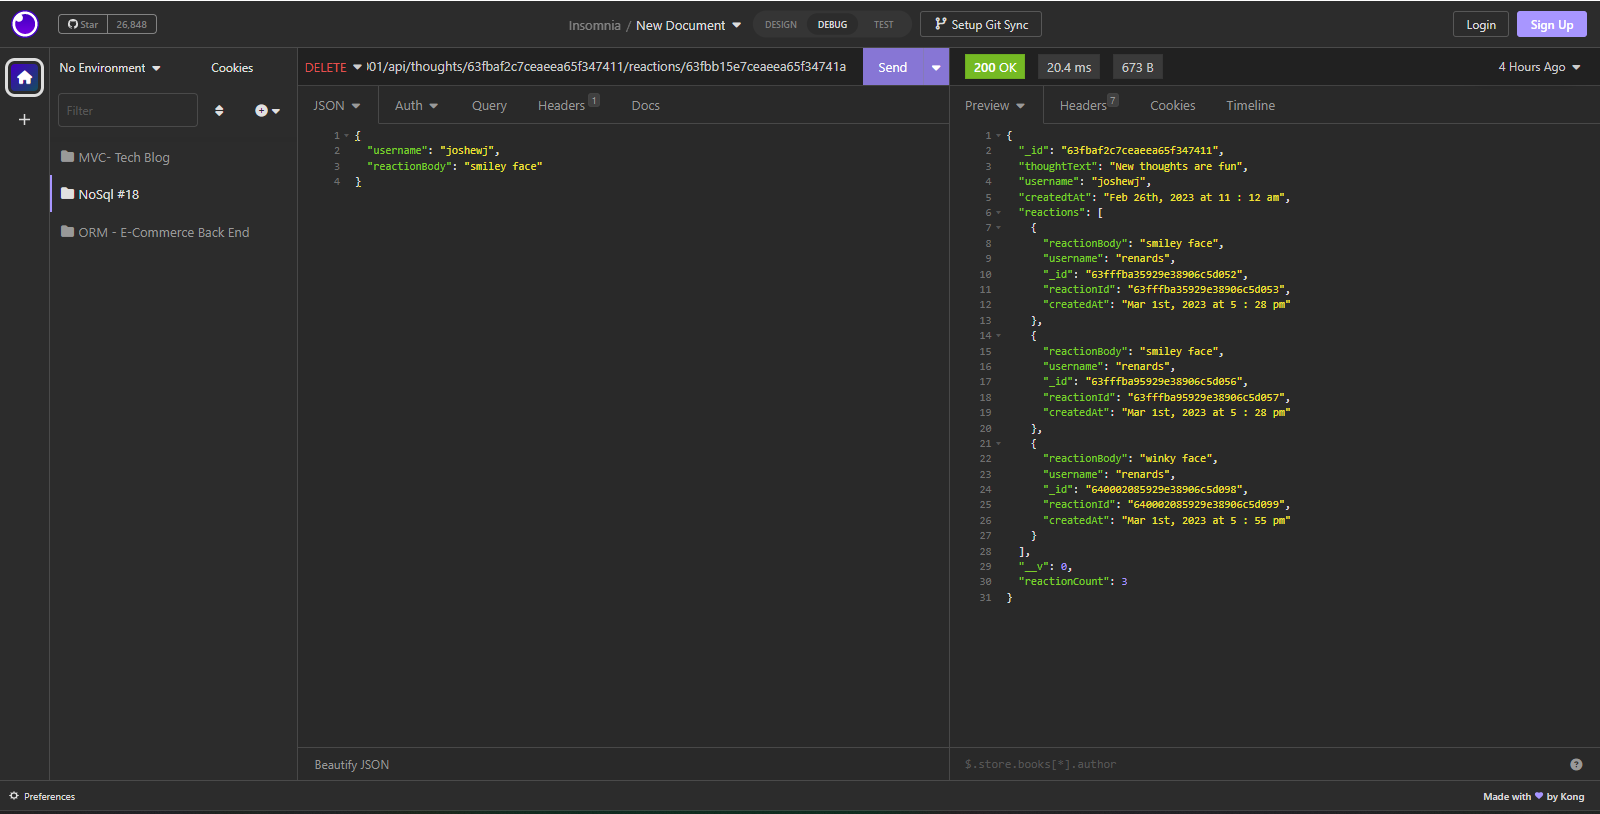 Star 26,848
Insomnia / New Document
DESIGN DEBUG TEST
Setup Git Sync
Login
Sign Up
No Environment
Cookies
Filter
MVC- Tech Blog
NoSql #18
ORM - E-Commerce Back End
DELETE 001/api/thoughts/63fbaf2c7ceaeea65f347411/reactions/63fbb15e7ceaeea65f34741a
Send
JSON Auth Query Headers 1 Docs
1 {
2 "username": "joshewj",
3 "reactionBody": "smiley face"
4 }
Beautify JSON
200 OK 20.4 ms 673 B
4 Hours Ago
Preview Headers 7 Cookies Timeline
1 {
2 "_id": "63fbaf2c7ceaeea65f347411",
3 "thoughtText": "New thoughts are fun",
4 "username": "joshewj",
5 "createdtAt": "Feb 26th, 2023 at 11 : 12 am",
6 "reactions": [
7 {
8 "reactionBody": "smiley face",
9 "username": "renards",
10 "_id": "63fffba35929e38906c5d052",
11 "reactionId": "63fffba35929e38906c5d053",
12 "createdAt": "Mar 1st, 2023 at 5 : 28 pm"
13 },
14 {
15 "reactionBody": "smiley face",
16 "username": "renards",
17 "_id": "63fffba95929e38906c5d056",
18 "reactionId": "63fffba95929e38906c5d057",
19 "createdAt": "Mar 1st, 2023 at 5 : 28 pm"
20 },
21 {
22 "reactionBody": "winky face",
23 "username": "renards",
24 "_id": "640002085929e38906c5d098",
25 "reactionId": "640002085929e38906c5d099",
26 "createdAt": "Mar 1st, 2023 at 5 : 55 pm"
27 }
28 ],
29 "__v": 0,
30 "reactionCount": 3
31 }
$.store.books[*].author
Preferences
Made with ♥ by Kong